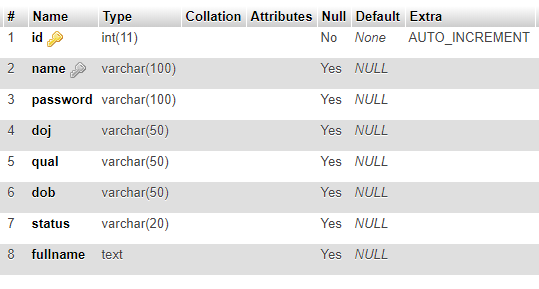 # Name Type Collation Attributes Null Default Extra
1 id int(11) No None AUTO_INCREMENT
2 name varchar(100) Yes NULL
3 password varchar(100) Yes NULL
4 doj varchar(50) Yes NULL
5 qual varchar(50) Yes NULL
6 dob varchar(50) Yes NULL
7 status varchar(20) Yes NULL
8 fullname text Yes NULL